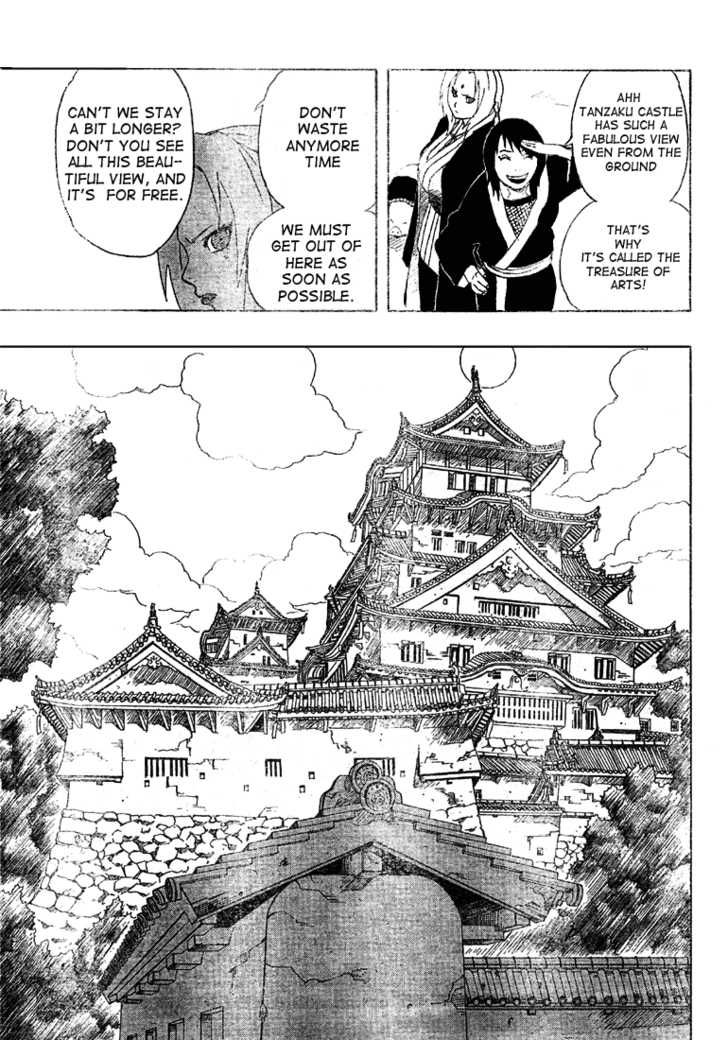 AHH
TANZAKU CASTLE
HAS SUCH A
FABULOUS VIEW
EVEN FROM THE
GROUND
THAT'S
WHY
IT'S CALLED THE
TREASURE OF
ARTS!
DON'T
WASTE
ANYMORE
TIME
WE MUST
GET OUT OF
HERE AS
SOON AS
POSSIBLE.
CAN'T WE STAY
A BIT LONGER?
DON'T YOU SEE
ALL THIS BEAU-
TIFUL VIEW, AND
IT'S FOR FREE.